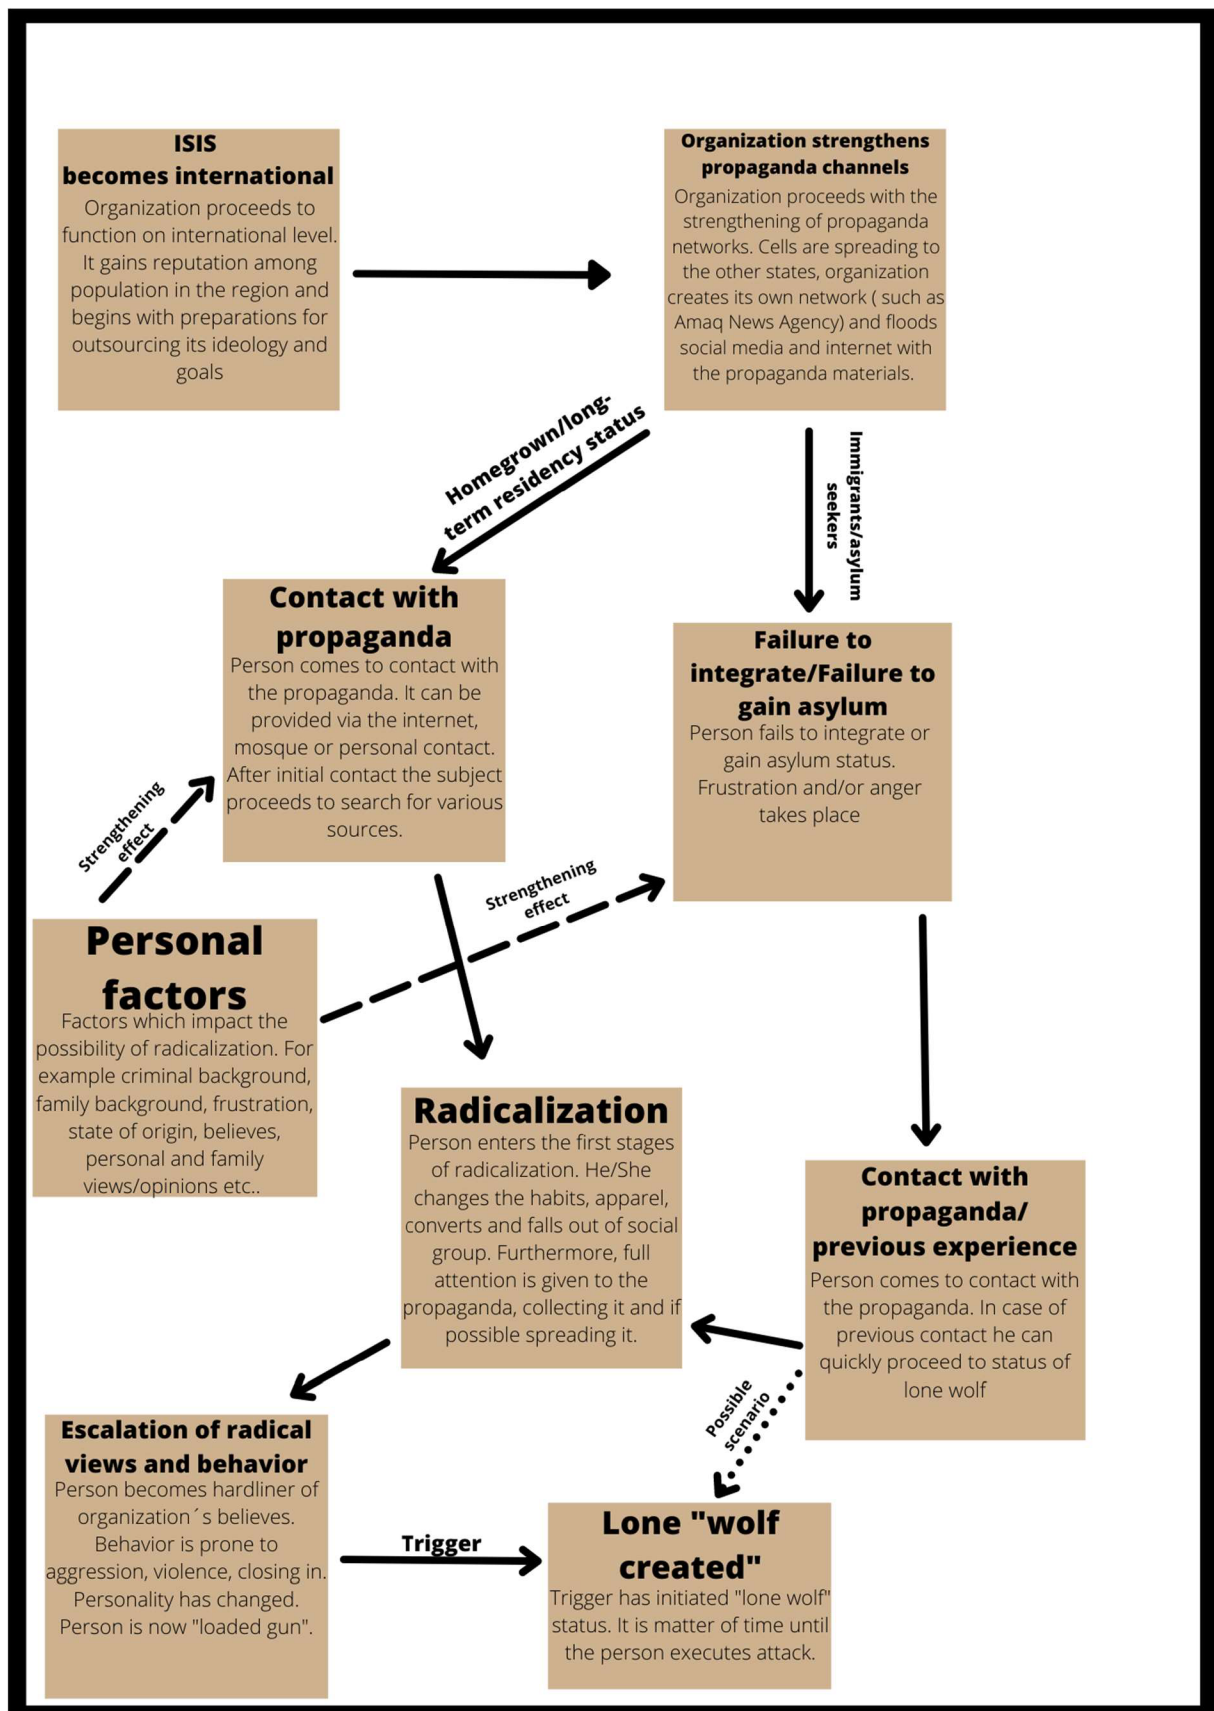 ISIS
becomes international
Organization proceeds to
function on international level.
It gains reputation among
population in the region and
begins with preparations for
outsourcing its ideology and
goals
Organization strengthens
propaganda channels
Organization proceeds with the
strengthening of propaganda
networks. Cells are spreading to
the other states, organization
creates its own network ( such as
Amaq News Agency) and floods
social media and internet with
the propaganda materials.
Homegrown/long-
term residency status
Immigrants/asylum
seekers
Contact with
propaganda
Person comes to contact with
the propaganda. It can be
provided via the internet,
mosque or personal contact.
After initial contact the subject
proceeds to search for various
sources.
Failure to
integrate/Failure to
gain asylum
Person fails to integrate or
gain asylum status.
Frustration and/or anger
takes place
Strengthening
effect
Strengthening
effect
Personal
factors
Factors which impact the
possibility of radicalization. For
example criminal background,
family background, frustration,
state of origin, believes,
personal and family
views/opinions etc..
Radicalization
Person enters the first stages
of radicalization. He/She
changes the habits, apparel,
converts and falls out of social
group. Furthermore, full
attention is given to the
propaganda, collecting it and if
possible spreading it.
Contact with
propaganda/
previous experience
Person comes to contact with
the propaganda. In case of
previous contact he can
quickly proceed to status of
lone wolf
Possible
scenario
Escalation of radical
views and behavior
Person becomes hardliner of
organization´s believes.
Behavior is prone to
aggression, violence, closing in.
Personality has changed.
Person is now "loaded gun".
Trigger
Lone "wolf
created"
Trigger has initiated "lone wolf"
status. It is matter of time until
the person executes attack.